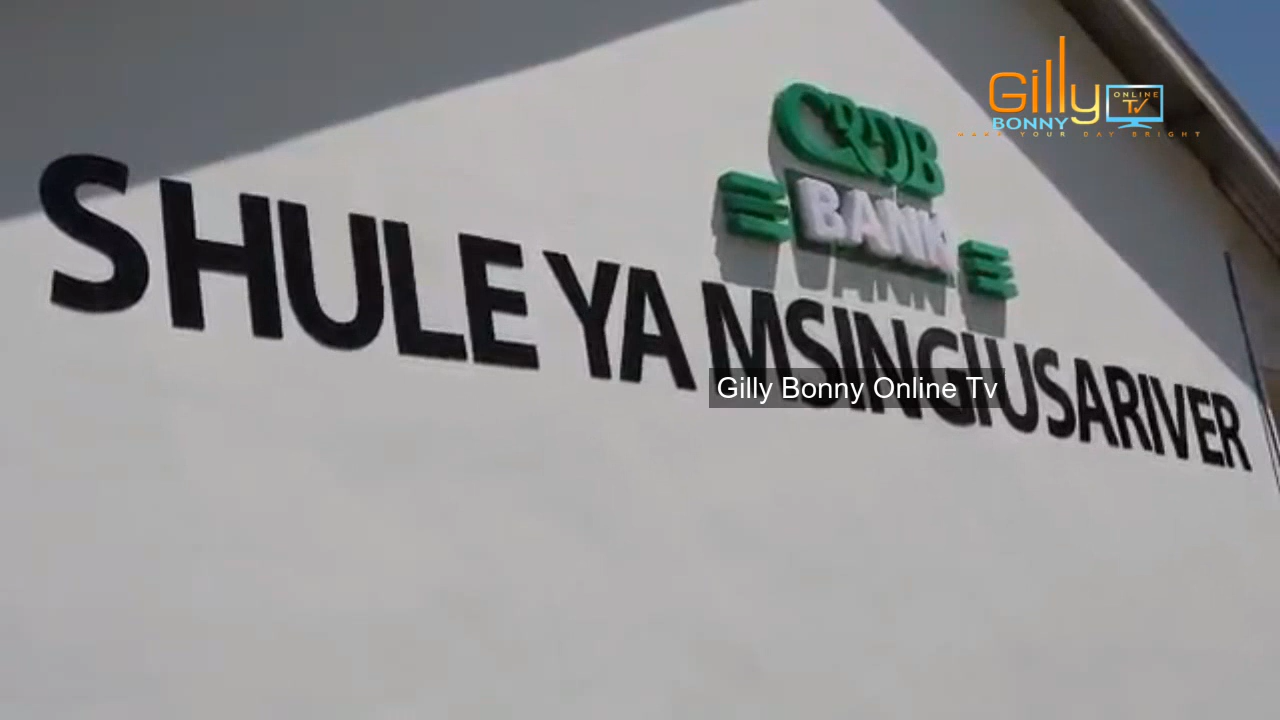 Gilly
ONLINE
TV
BONNY
MAKE YOUR DAY BRIGHT
CRDB
BANK
SHULE YA MSINGI USARIVER
Gilly Bonny Online Tv